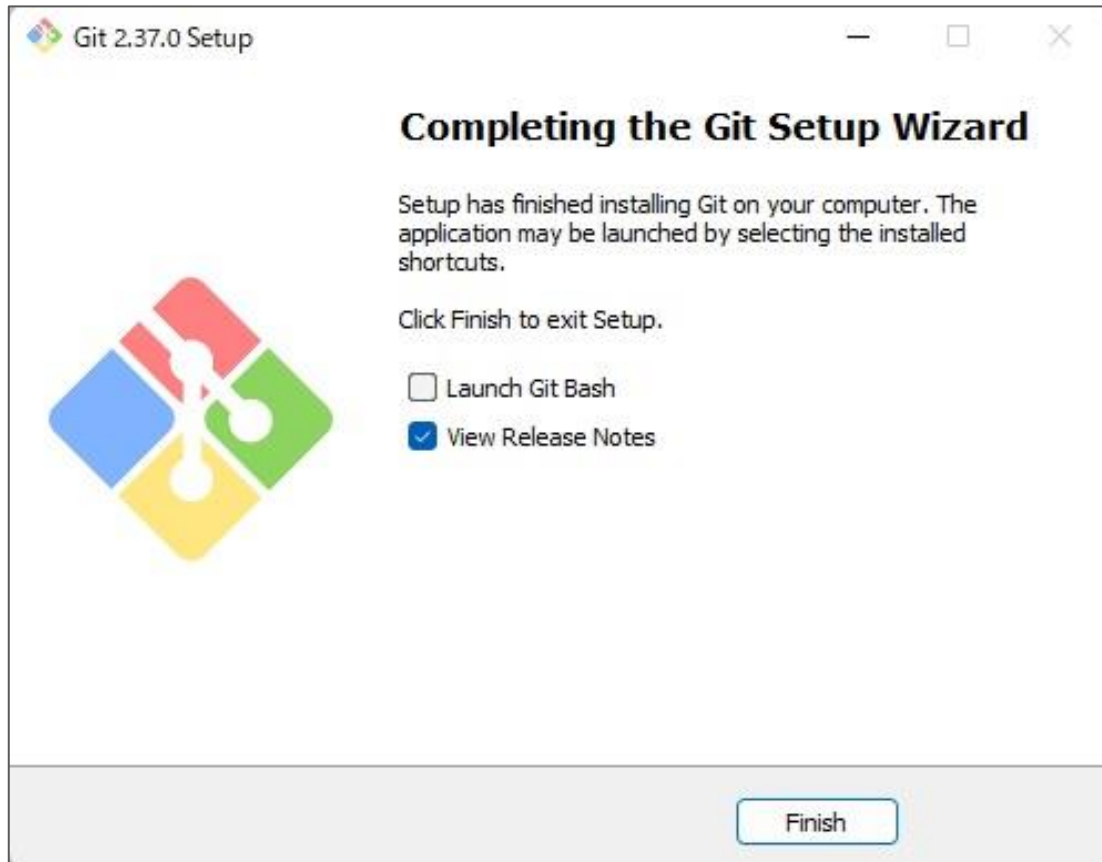 Git 2.37.0 Setup
Completing the Git Setup Wizard
Setup has finished installing Git on your computer. The
application may be launched by selecting the installed
shortcuts.
Click Finish to exit Setup.
Launch Git Bash
View Release Notes
Finish